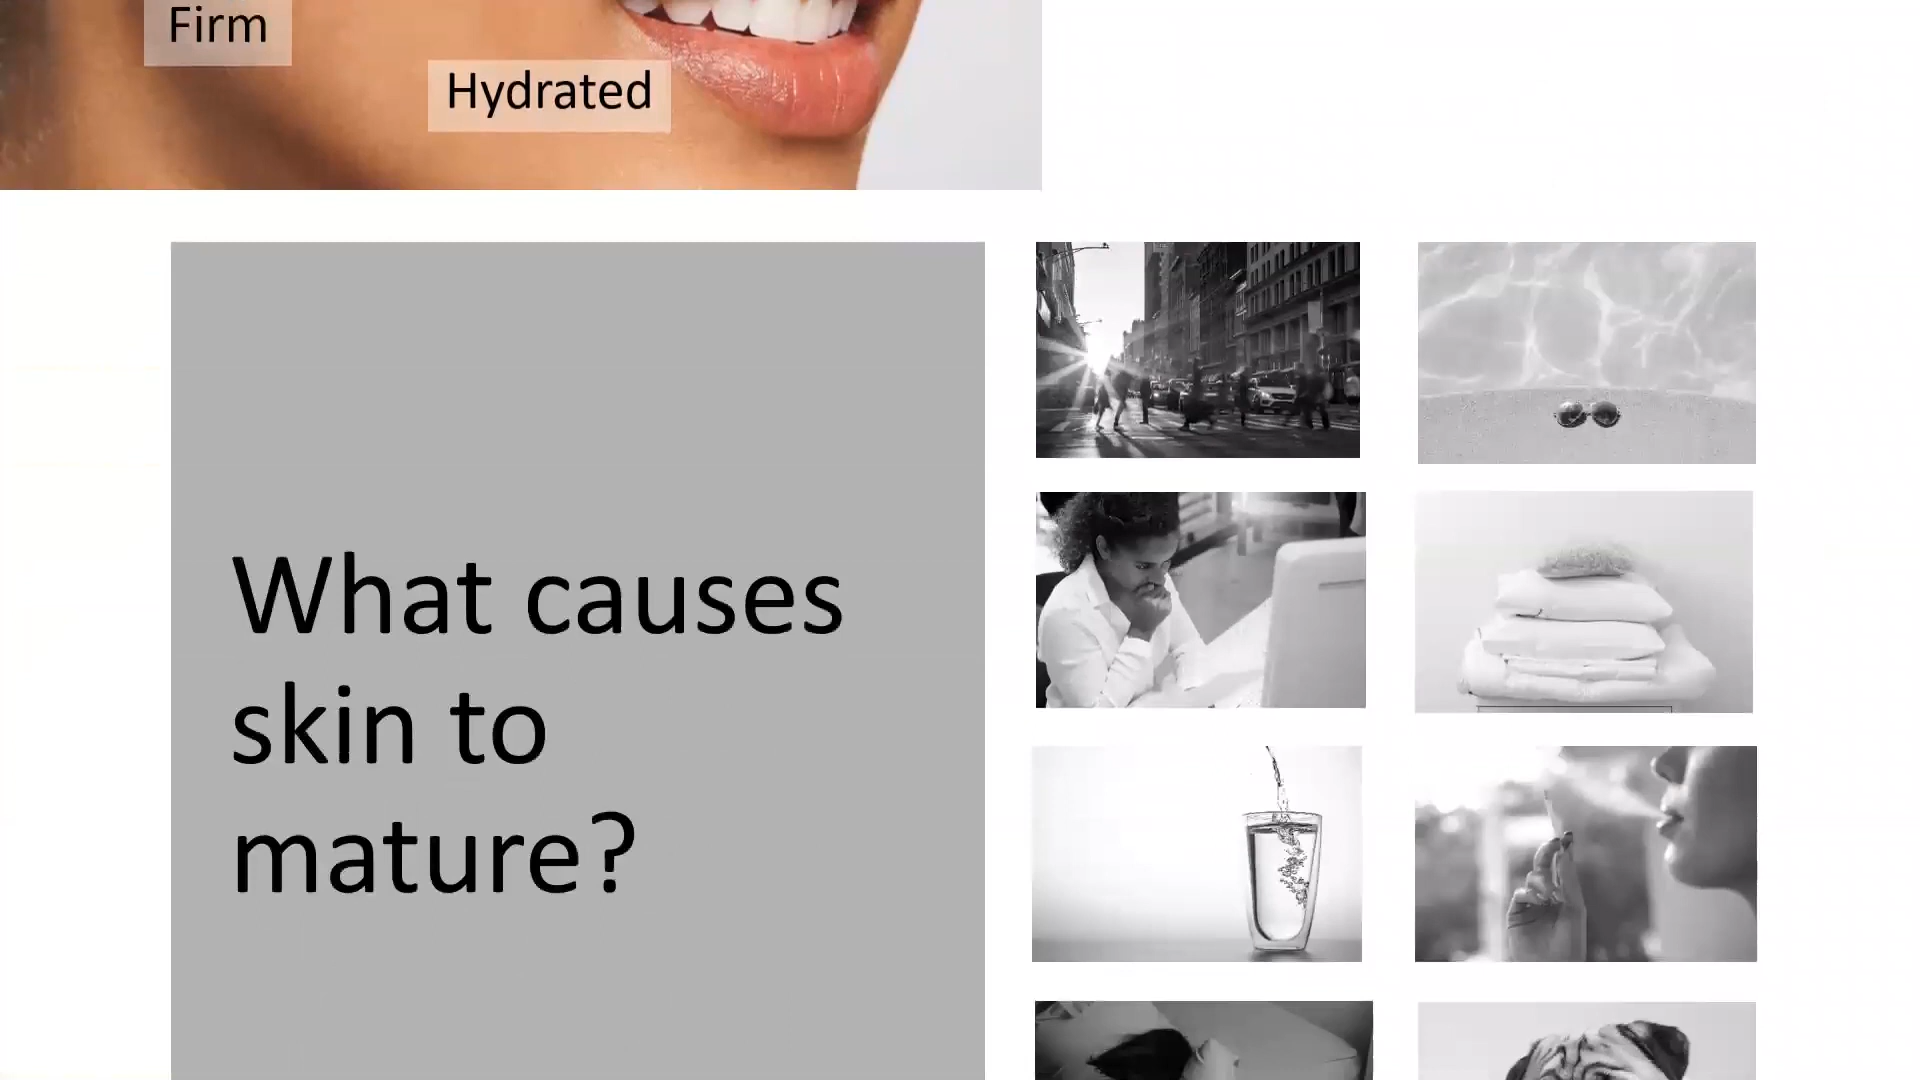 Firm
Hydrated
What causes
skin to
mature?